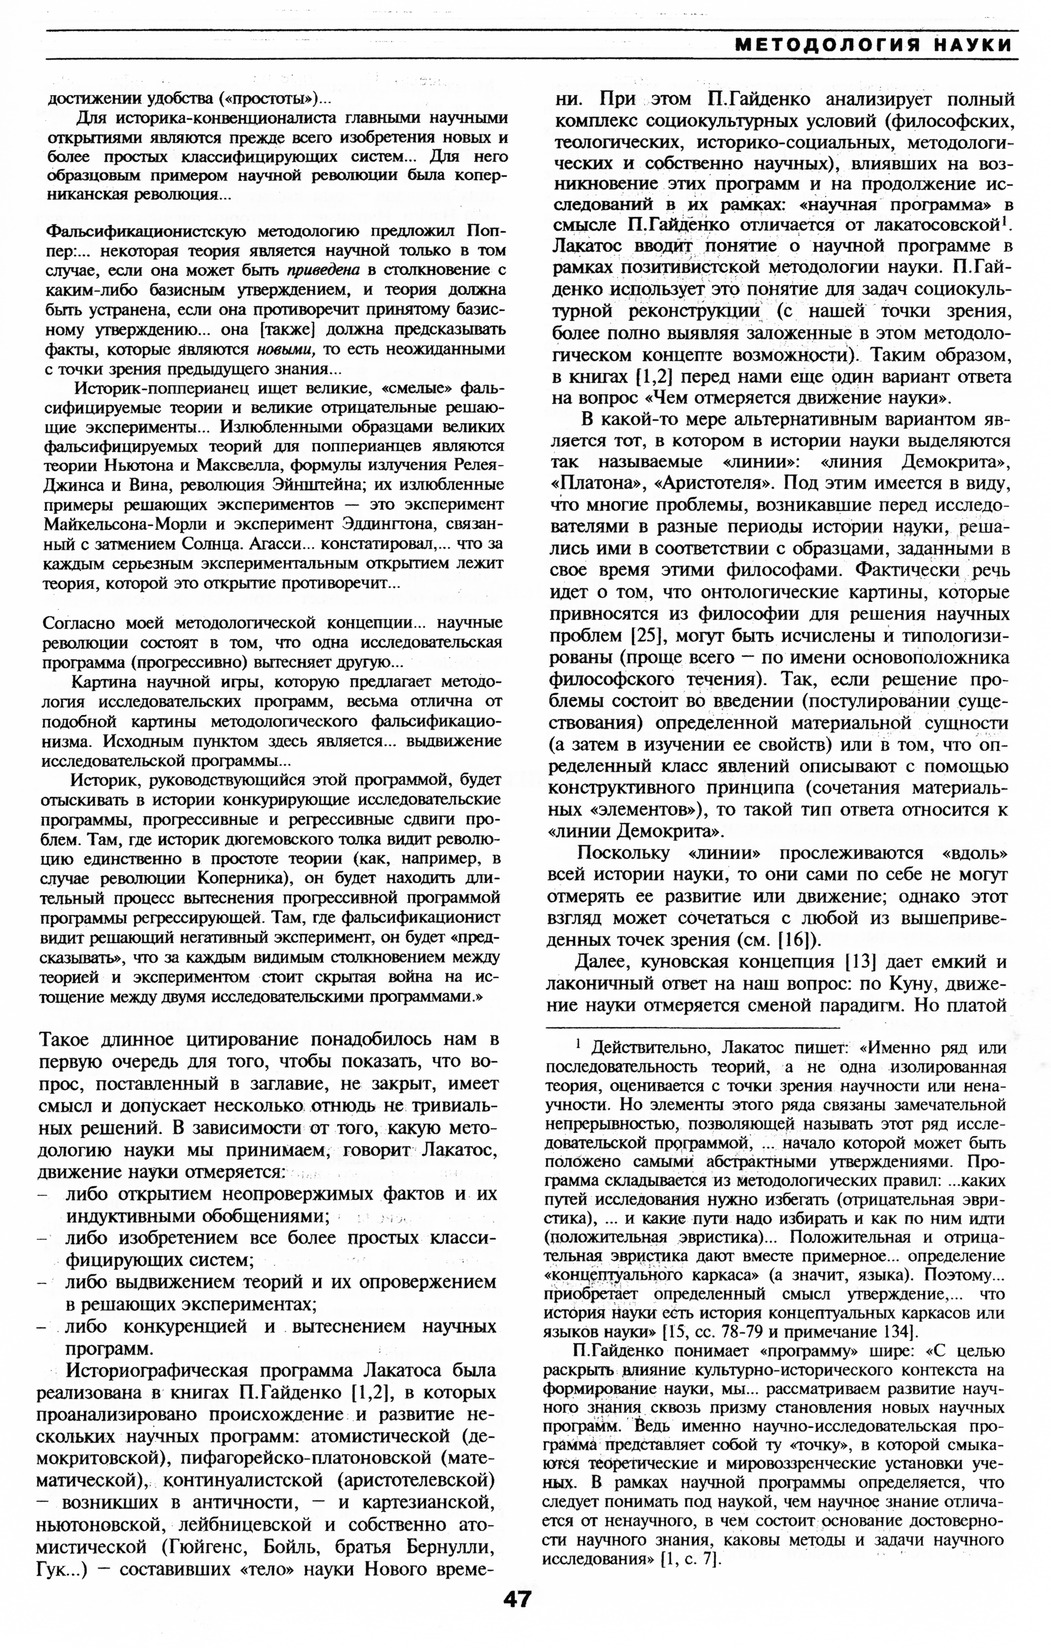 МЕТОДОЛОГИЯ НАУКИ
достижении удобства («простоты»)...
Для историка-конвенционалиста главными научными
открытиями являются прежде всего изобретения новых и
более простых классифицирующих систем... Для него
образцовым примером научной революции была копер-
никанская революция...
Фальсификационистскую методологию предложил Поп-
пер:... некоторая теория является научной только в том
случае, если она может быть приведена в столкновение с
каким-либо базисным утверждением, и теория должна
быть устранена, если она противоречит принятому базис-
ному утверждению... она [также] должна предсказывать
факты, которые являются новыми, то есть неожиданными
с точки зрения предыдущего знания...
Историк-попперианец ищет великие, «смелые» фаль-
сифицируемые теории и великие отрицательные решаю-
щие эксперименты... Излюбленными образцами великих
фальсифицируемых теорий для попперианцев являются
теории Ньютона и Максвелла, формулы излучения Релея-
Джинса и Вина, революция Эйнштейна; их излюбленные
примеры решающих экспериментов — это эксперимент
Майкельсона-Морли и эксперимент Эддингтона, связан-
ный с затмением Солнца. Агасси... констатировал,... что за
каждым серьезным экспериментальным открытием лежит
теория, которой это открытие противоречит...
Согласно моей методологической концепции... научные
революции состоят в том, что одна исследовательская
программа (прогрессивно) вытесняет другую...
Картина научной игры, которую предлагает методо-
логия исследовательских программ, весьма отлична от
подобной картины методологического фальсификацио-
низма. Исходным пунктом здесь является... выдвижение
исследовательской программы...
Историк, руководствующийся этой программой, будет
отыскивать в истории конкурирующие исследовательские
программы, прогрессивные и регрессивные сдвиги про-
блем. Там, где историк дюгемовского толка видит револю-
цию единственно в простоте теории (как, например, в
случае революции Коперника), он будет находить дли-
тельный процесс вытеснения прогрессивной программой
программы регрессирующей. Там, где фальсификационист
видит решающий негативный эксперимент, он будет «пред-
сказывать», что за каждым видимым столкновением между
теорией и экспериментом стоит скрытая война на ис-
тощение между двумя исследовательскими программами.»
Такое длинное цитирование понадобилось нам в
первую очередь для того, чтобы показать, что во-
прос, поставленный в заглавие, не закрыт, имеет
смысл и допускает несколько отнюдь не тривиаль-
ных решений. В зависимости от того, какую мето-
дологию науки мы принимаем, говорит Лакатос,
движение науки отмеряется:
– либо открытием неопровержимых фактов и их
индуктивными обобщениями;
– либо изобретением все более простых класси-
фицирующих систем;
– либо выдвижением теорий и их опровержением
в решающих экспериментах;
– либо конкуренцией и вытеснением научных
программ.
Историографическая программа Лакатоса была
реализована в книгах П.Гайденко [1,2], в которых
проанализировано происхождение и развитие не-
скольких научных программ: атомистической (де-
мокритовской), пифагорейско-платоновской (мате-
матической), континуалистской (аристотелевской)
— возникших в античности, — и картезианской,
ньютоновской, лейбницевской и собственно ато-
мистической (Гюйгенс, Бойль, братья Бернулли,
Гук...) — составивших «тело» науки Нового време-
ни. При этом П.Гайденко анализирует полный
комплекс социокультурных условий (философских,
теологических, историко-социальных, методологи-
ческих и собственно научных), влиявших на воз-
никновение этих программ и на продолжение ис-
следований в их рамках: «научная программа» в
смысле П.Гайденко отличается от лакатосовской¹.
Лакатос вводит понятие о научной программе в
рамках позитивистской методологии науки. П.Гай-
денко использует это понятие для задач социокуль-
турной реконструкции (с нашей точки зрения,
более полно выявляя заложенные в этом методоло-
гическом концепте возможности). Таким образом,
в книгах [1,2] перед нами еще один вариант ответа
на вопрос «Чем отмеряется движение науки».
В какой-то мере альтернативным вариантом яв-
ляется тот, в котором в истории науки выделяются
так называемые «линии»: «линия Демокрита»,
«Платона», «Аристотеля». Под этим имеется в виду,
что многие проблемы, возникавшие перед исследо-
вателями в разные периоды истории науки, реша-
лись ими в соответствии с образцами, заданными в
свое время этими философами. Фактически речь
идет о том, что онтологические картины, которые
привносятся из философии для решения научных
проблем [25], могут быть исчислены и типологизи-
рованы (проще всего — по имени основоположника
философского течения). Так, если решение про-
блемы состоит во введении (постулировании суще-
ствования) определенной материальной сущности
(а затем в изучении ее свойств) или в том, что оп-
ределенный класс явлений описывают с помощью
конструктивного принципа (сочетания материаль-
ных «элементов»), то такой тип ответа относится к
«линии Демокрита».
Поскольку «линии» прослеживаются «вдоль»
всей истории науки, то они сами по себе не могут
отмерять ее развитие или движение; однако этот
взгляд может сочетаться с любой из вышеприве-
денных точек зрения (см. [16]).
Далее, куновская концепция [13] дает емкий и
лаконичный ответ на наш вопрос: по Куну, движе-
ние науки отмеряется сменой парадигм. Но платой
¹ Действительно, Лакатос пишет: «Именно ряд или
последовательность теорий, а не одна изолированная
теория, оценивается с точки зрения научности или нена-
учности. Но элементы этого ряда связаны замечательной
непрерывностью, позволяющей называть этот ряд иссле-
довательской программой, ... начало которой может быть
положено самыми абстрактными утверждениями. Про-
грамма складывается из методологических правил: ...каких
путей исследования нужно избегать (отрицательная эври-
стика), ... и какие пути надо избирать и как по ним идти
(положительная эвристика)... Положительная и отрица-
тельная эвристика дают вместе примерное... определение
«концептуального каркаса» (а значит, языка). Поэтому...
приобретает определенный смысл утверждение,... что
история науки есть история концептуальных каркасов или
языков науки» [15, сс. 78-79 и примечание 134].
П.Гайденко понимает «программу» шире: «С целью
раскрыть влияние культурно-исторического контекста на
формирование науки, мы... рассматриваем развитие науч-
ного знания сквозь призму становления новых научных
программ. Ведь именно научно-исследовательская про-
грамма представляет собой ту «точку», в которой смыка-
ются теоретические и мировоззренческие установки уче-
ных. В рамках научной программы определяется, что
следует понимать под наукой, чем научное знание отлича-
ется от ненаучного, в чем состоит основание достоверно-
сти научного знания, каковы методы и задачи научного
исследования» [1, с. 7].
47